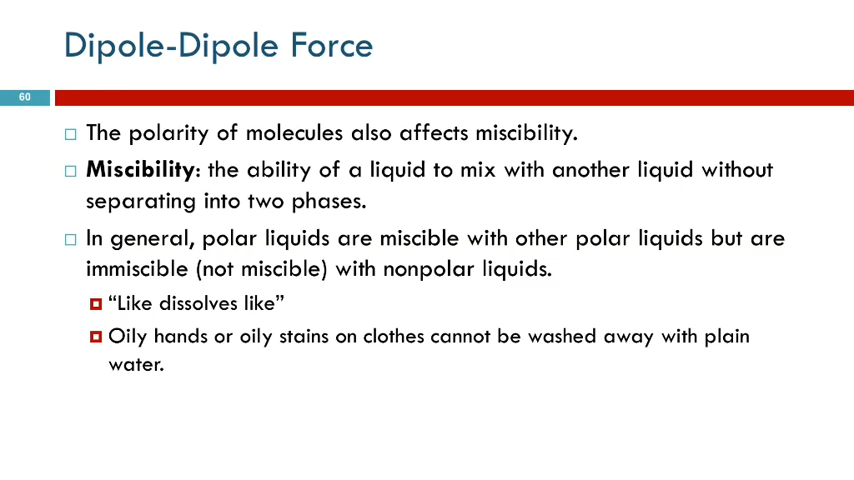 Dipole-Dipole Force
60
The polarity of molecules also affects miscibility.
Miscibility: the ability of a liquid to mix with another liquid without
separating into two phases.
In general, polar liquids are miscible with other polar liquids but are
immiscible (not miscible) with nonpolar liquids.
“Like dissolves like”
Oily hands or oily stains on clothes cannot be washed away with plain
water.